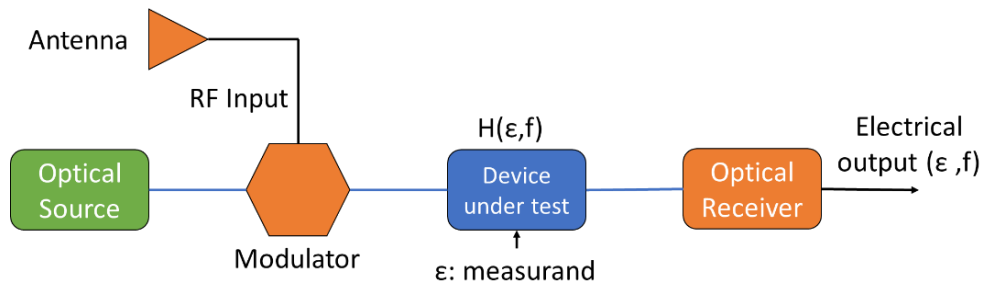 Antenna
RF Input
Optical
Source
Modulator
H(ε,f)
Device
under test
ε: measurand
Optical
Receiver
Electrical
output (ε ,f)